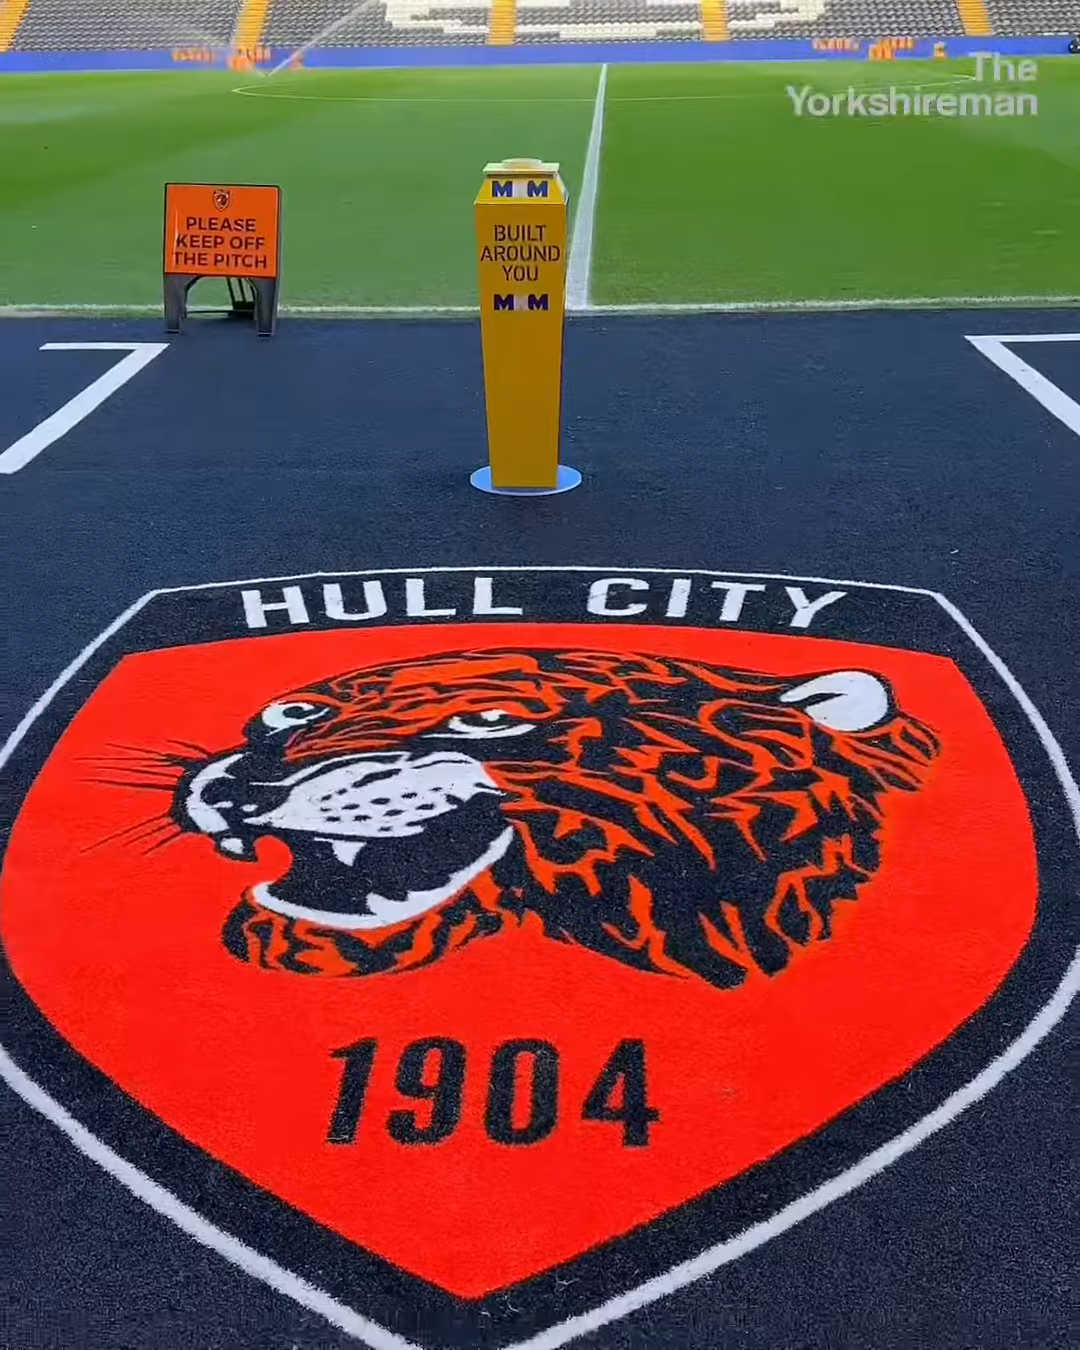 The
Yorkshireman
PLEASE
KEEP OFF
THE PITCH
MKM
BUILT
AROUND
YOU
MKM
HULL CITY
1904